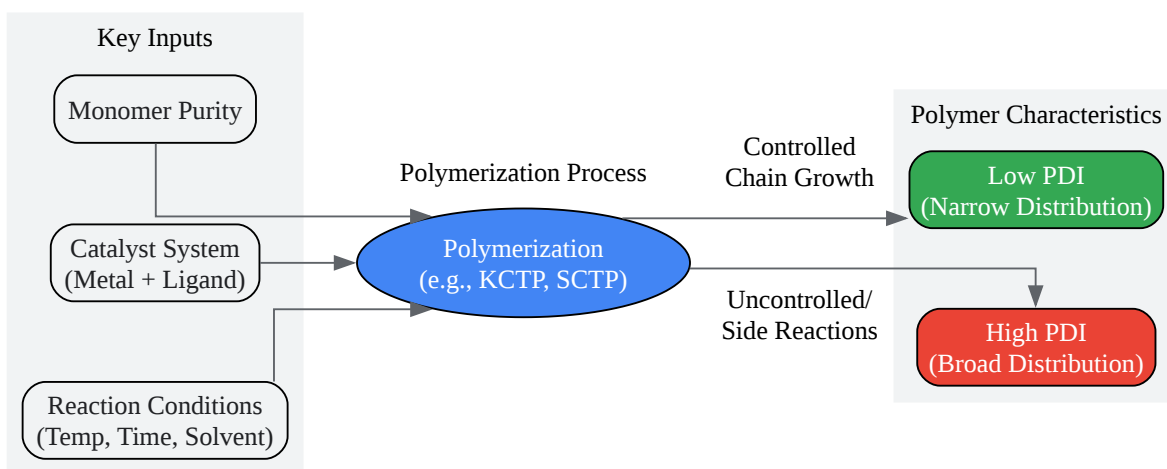 Key Inputs
Monomer Purity
Catalyst System
(Metal + Ligand)
Reaction Conditions
(Temp, Time, Solvent)
Polymerization Process
Polymerization
(e.g., KCTP, SCTP)
Controlled
Chain Growth
Uncontrolled/
Side Reactions
Polymer Characteristics
Low PDI
(Narrow Distribution)
High PDI
(Broad Distribution)